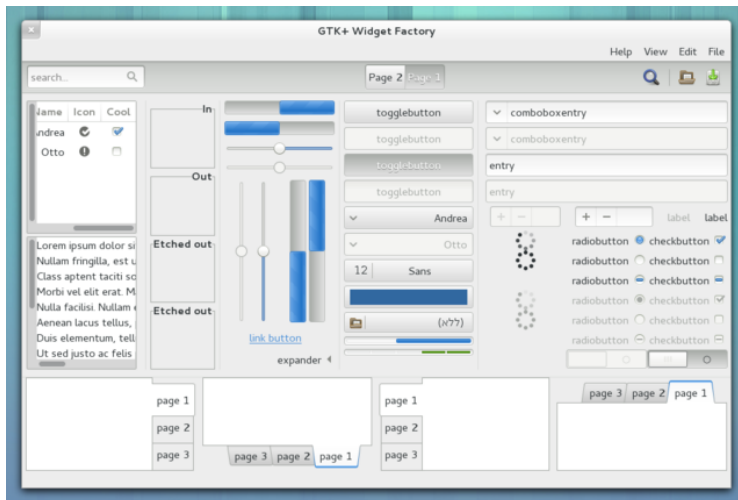 GTK+ Widget Factory
Help View Edit File
search...
Page 2 Page 1
Name Icon Cool
Andrea
Otto
Lorem ipsum dolor si
Nullam fringilla, est u
Class aptent taciti so
Morbi vel elit erat. M
Nulla facilisi. Nullam
Aenean lacus tellus,
Duis elementum, tell
Ut sed justo ac felis
In
Out
Etched out
Etched out
link button
expander
togglebutton
togglebutton
togglebutton
togglebutton
Andrea
Otto
12 Sans
(ללא)
comboboxentry
comboboxentry
entry
entry
label label
radiobutton checkbutton
radiobutton checkbutton
radiobutton checkbutton
radiobutton checkbutton
radiobutton checkbutton
radiobutton checkbutton
page 1
page 2
page 3
page 3 page 2 page 1
page 1
page 2
page 3
page 3 page 2 page 1